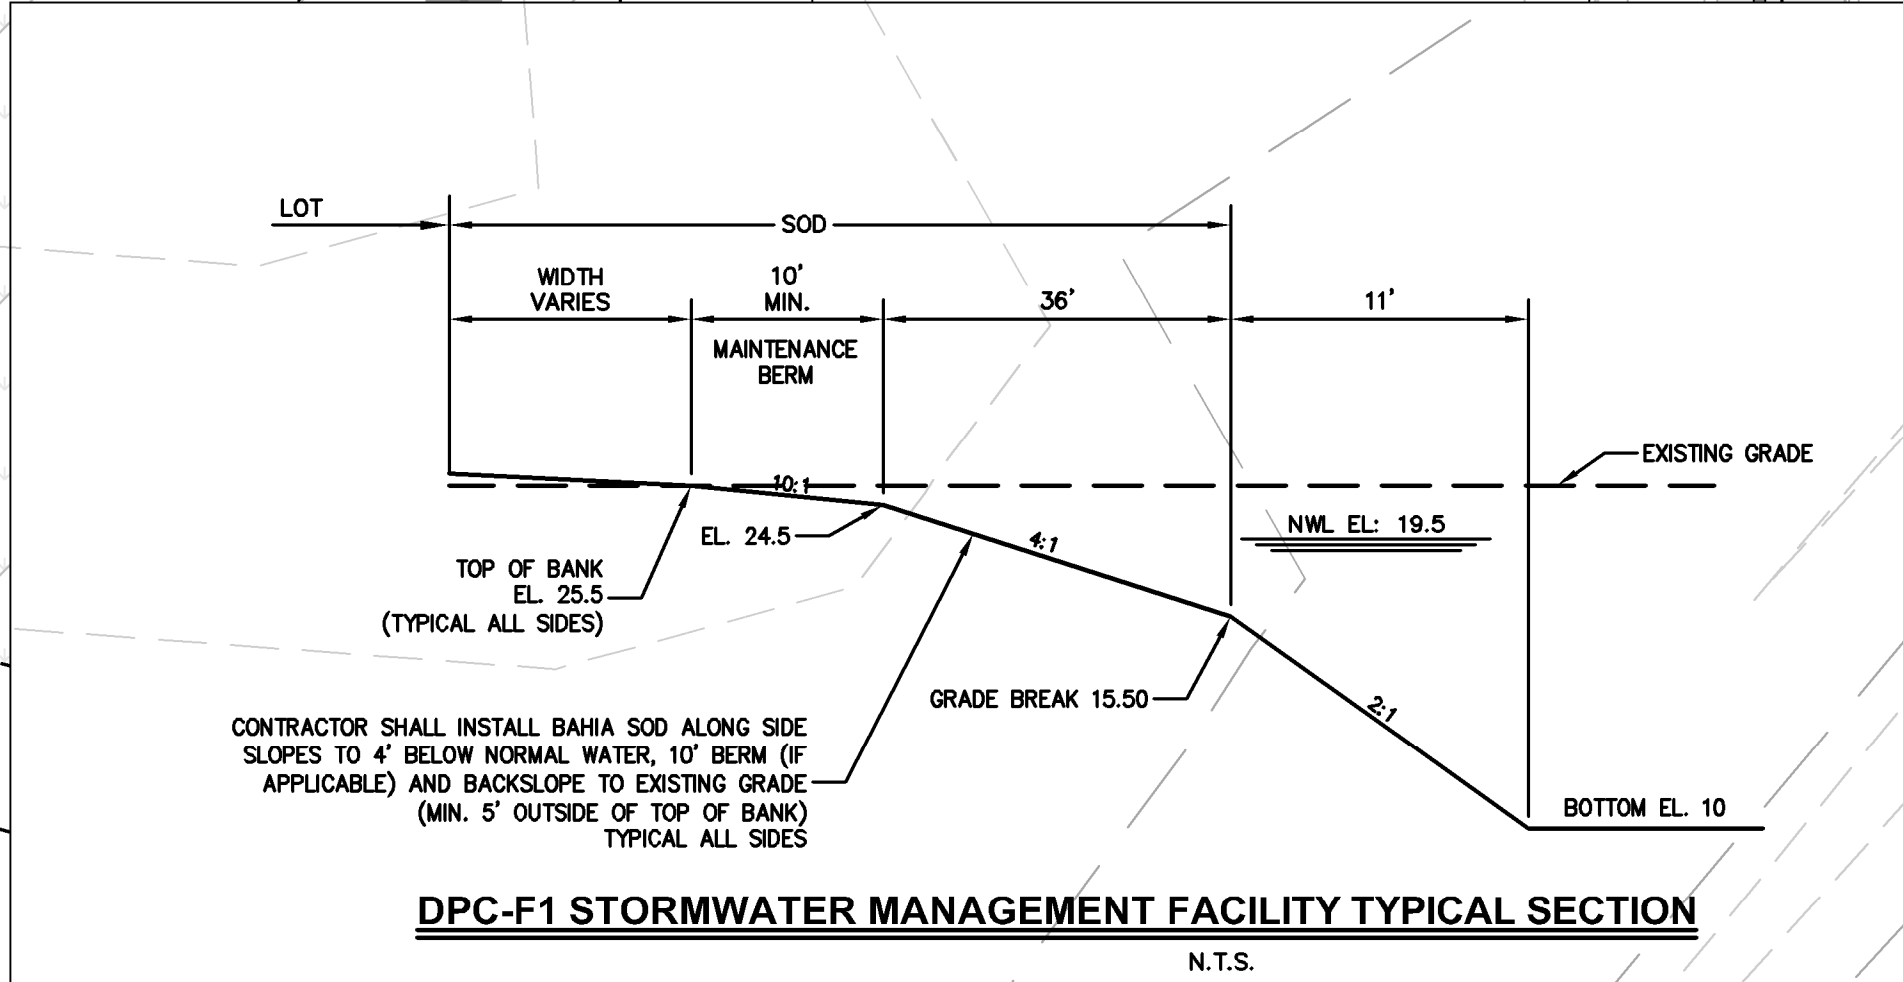 LOT
SOD
WIDTH
VARIES
10'
MIN.
36'
11'
MAINTENANCE
BERM
EXISTING GRADE
10:1
EL. 24.5
4:1
NWL EL: 19.5
TOP OF BANK
EL. 25.5
(TYPICAL ALL SIDES)
GRADE BREAK 15.50
2:1
CONTRACTOR SHALL INSTALL BAHIA SOD ALONG SIDE
SLOPES TO 4' BELOW NORMAL WATER, 10' BERM (IF
APPLICABLE) AND BACKSLOPE TO EXISTING GRADE
(MIN. 5' OUTSIDE OF TOP OF BANK)
TYPICAL ALL SIDES
BOTTOM EL. 10
DPC-F1 STORMWATER MANAGEMENT FACILITY TYPICAL SECTION
N.T.S.